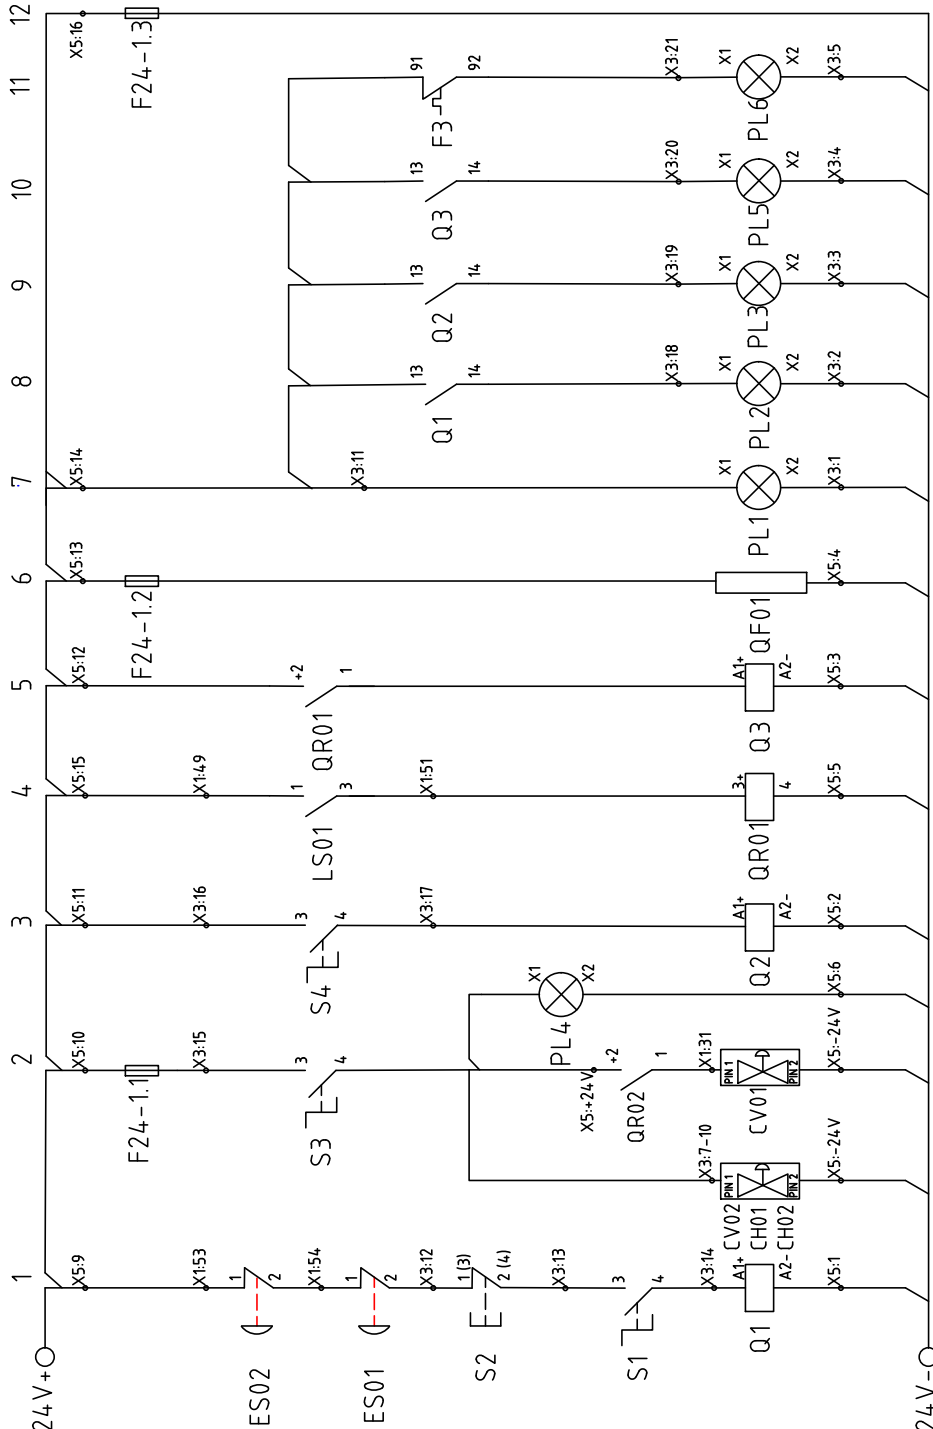 1
2
3
4
5
6
7
8
9
10
11
12
24V+
X5:9
X5:10
X5:11
X5:15
X5:12
X5:13
X5:14
X5:16
F24-1.1
F24-1.2
F24-1.3
X1:53
X3:15
X3:16
X1:49
ES02
1
2
X1:54
S3
3
4
S4
3
4
LS01
1
3
QR01
+2
1
X3:11
ES01
1
2
X3:12
X3:17
X1:51
Q1
13
14
Q2
13
14
Q3
13
14
F3
91
92
S2
1(3)
2(4)
X3:13
PL4
X1
X2
X5:+24V
QR02
+2
1
S1
3
4
X3:14
X3:7-10
X1:31
X3:18
X3:19
X3:20
X3:21
Q1
A1+
A2-
CV02
CH01
CH02
PIN 1
PIN 2
CV01
PIN 1
PIN 2
Q2
A1+
A2-
QR01
3+
4
Q3
A1+
A2-
QF01
PL1
X1
X2
PL2
X1
X2
PL3
X1
X2
PL5
X1
X2
PL6
X1
X2
X5:1
X5:-24V
X5:-24V
X5:6
X5:2
X5:5
X5:3
X5:4
X3:1
X3:2
X3:3
X3:4
X3:5
24V-